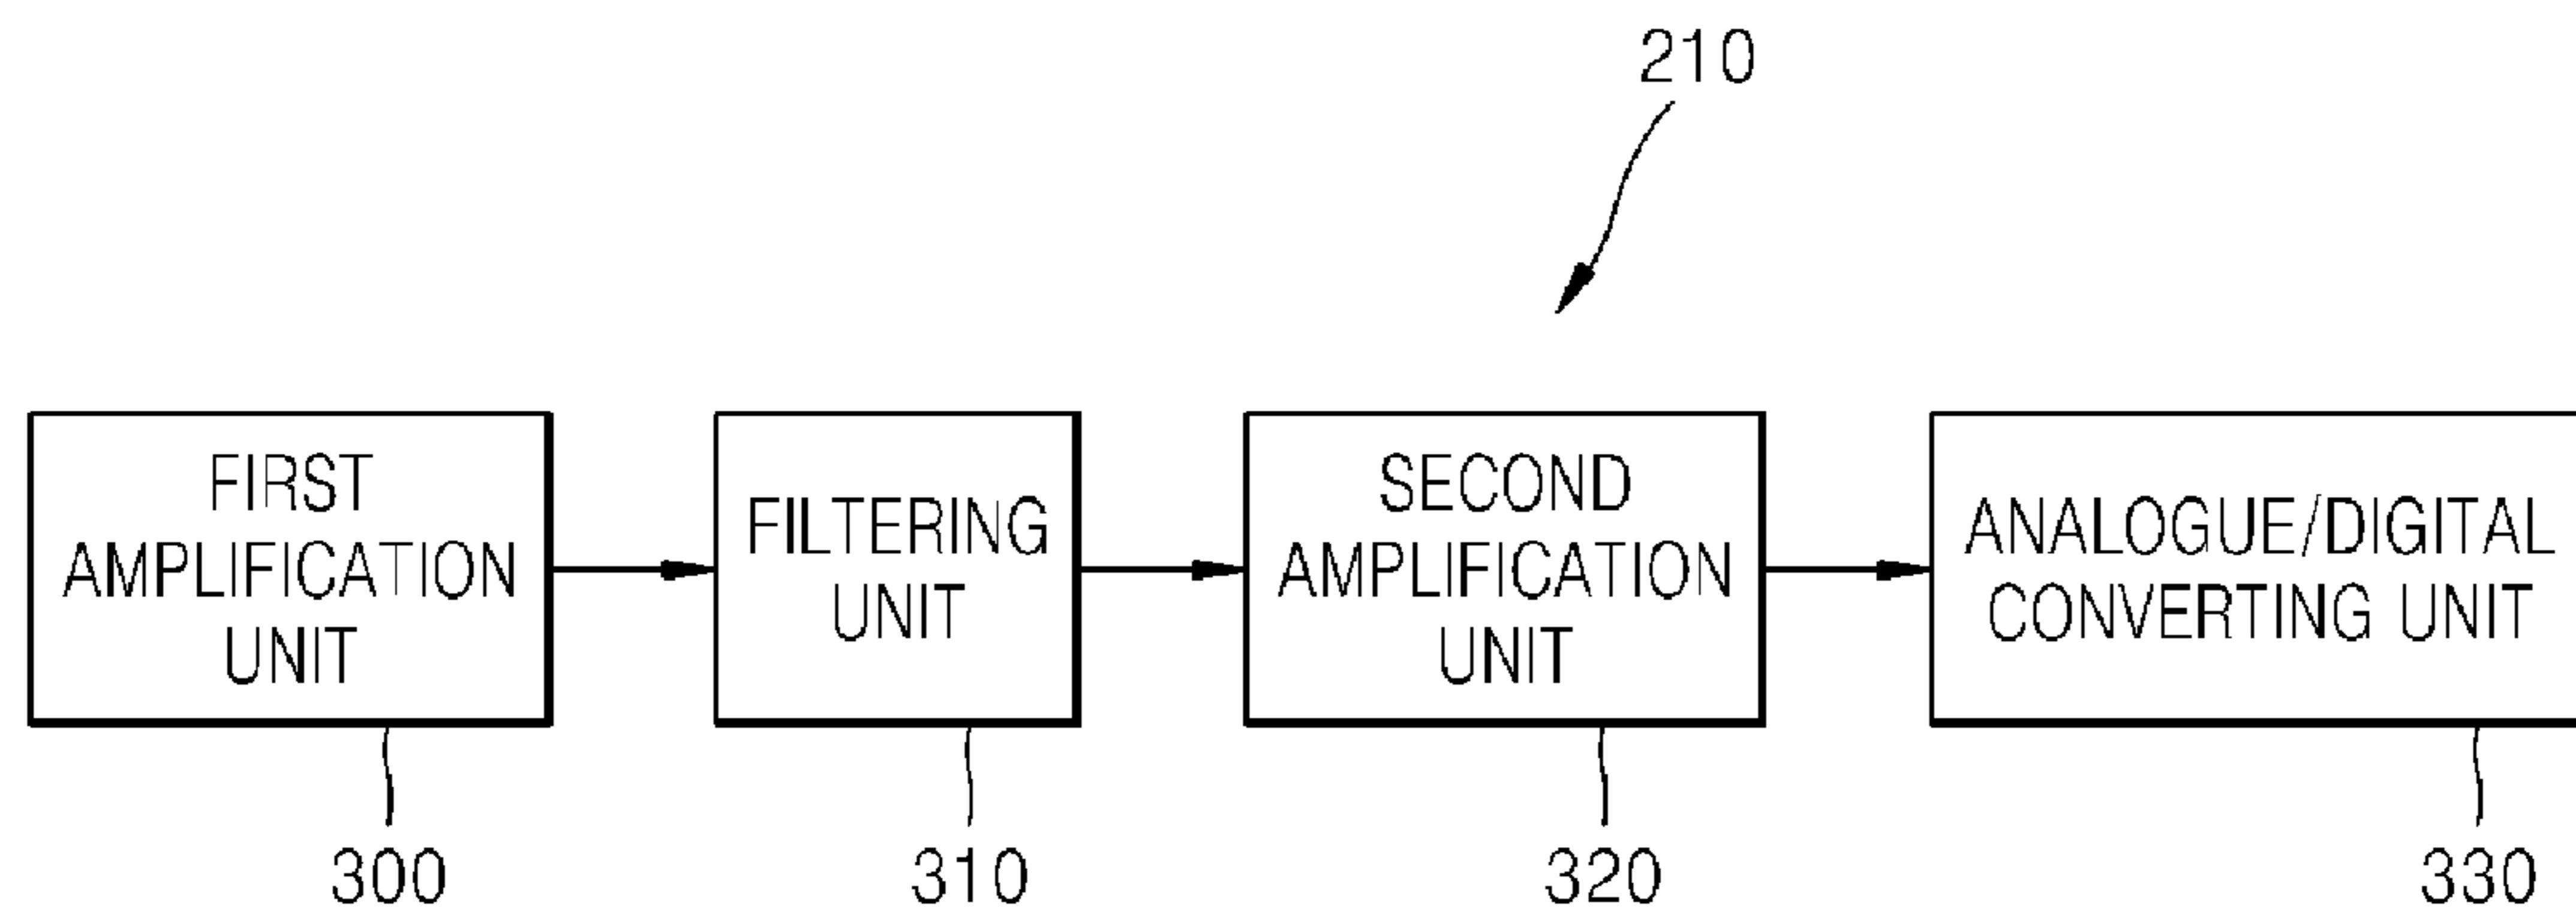 210
FIRST
AMPLIFICATION
UNIT
FILTERING
UNIT
SECOND
AMPLIFICATION
UNIT
ANALOGUE/DIGITAL
CONVERTING UNIT
300
310
320
330